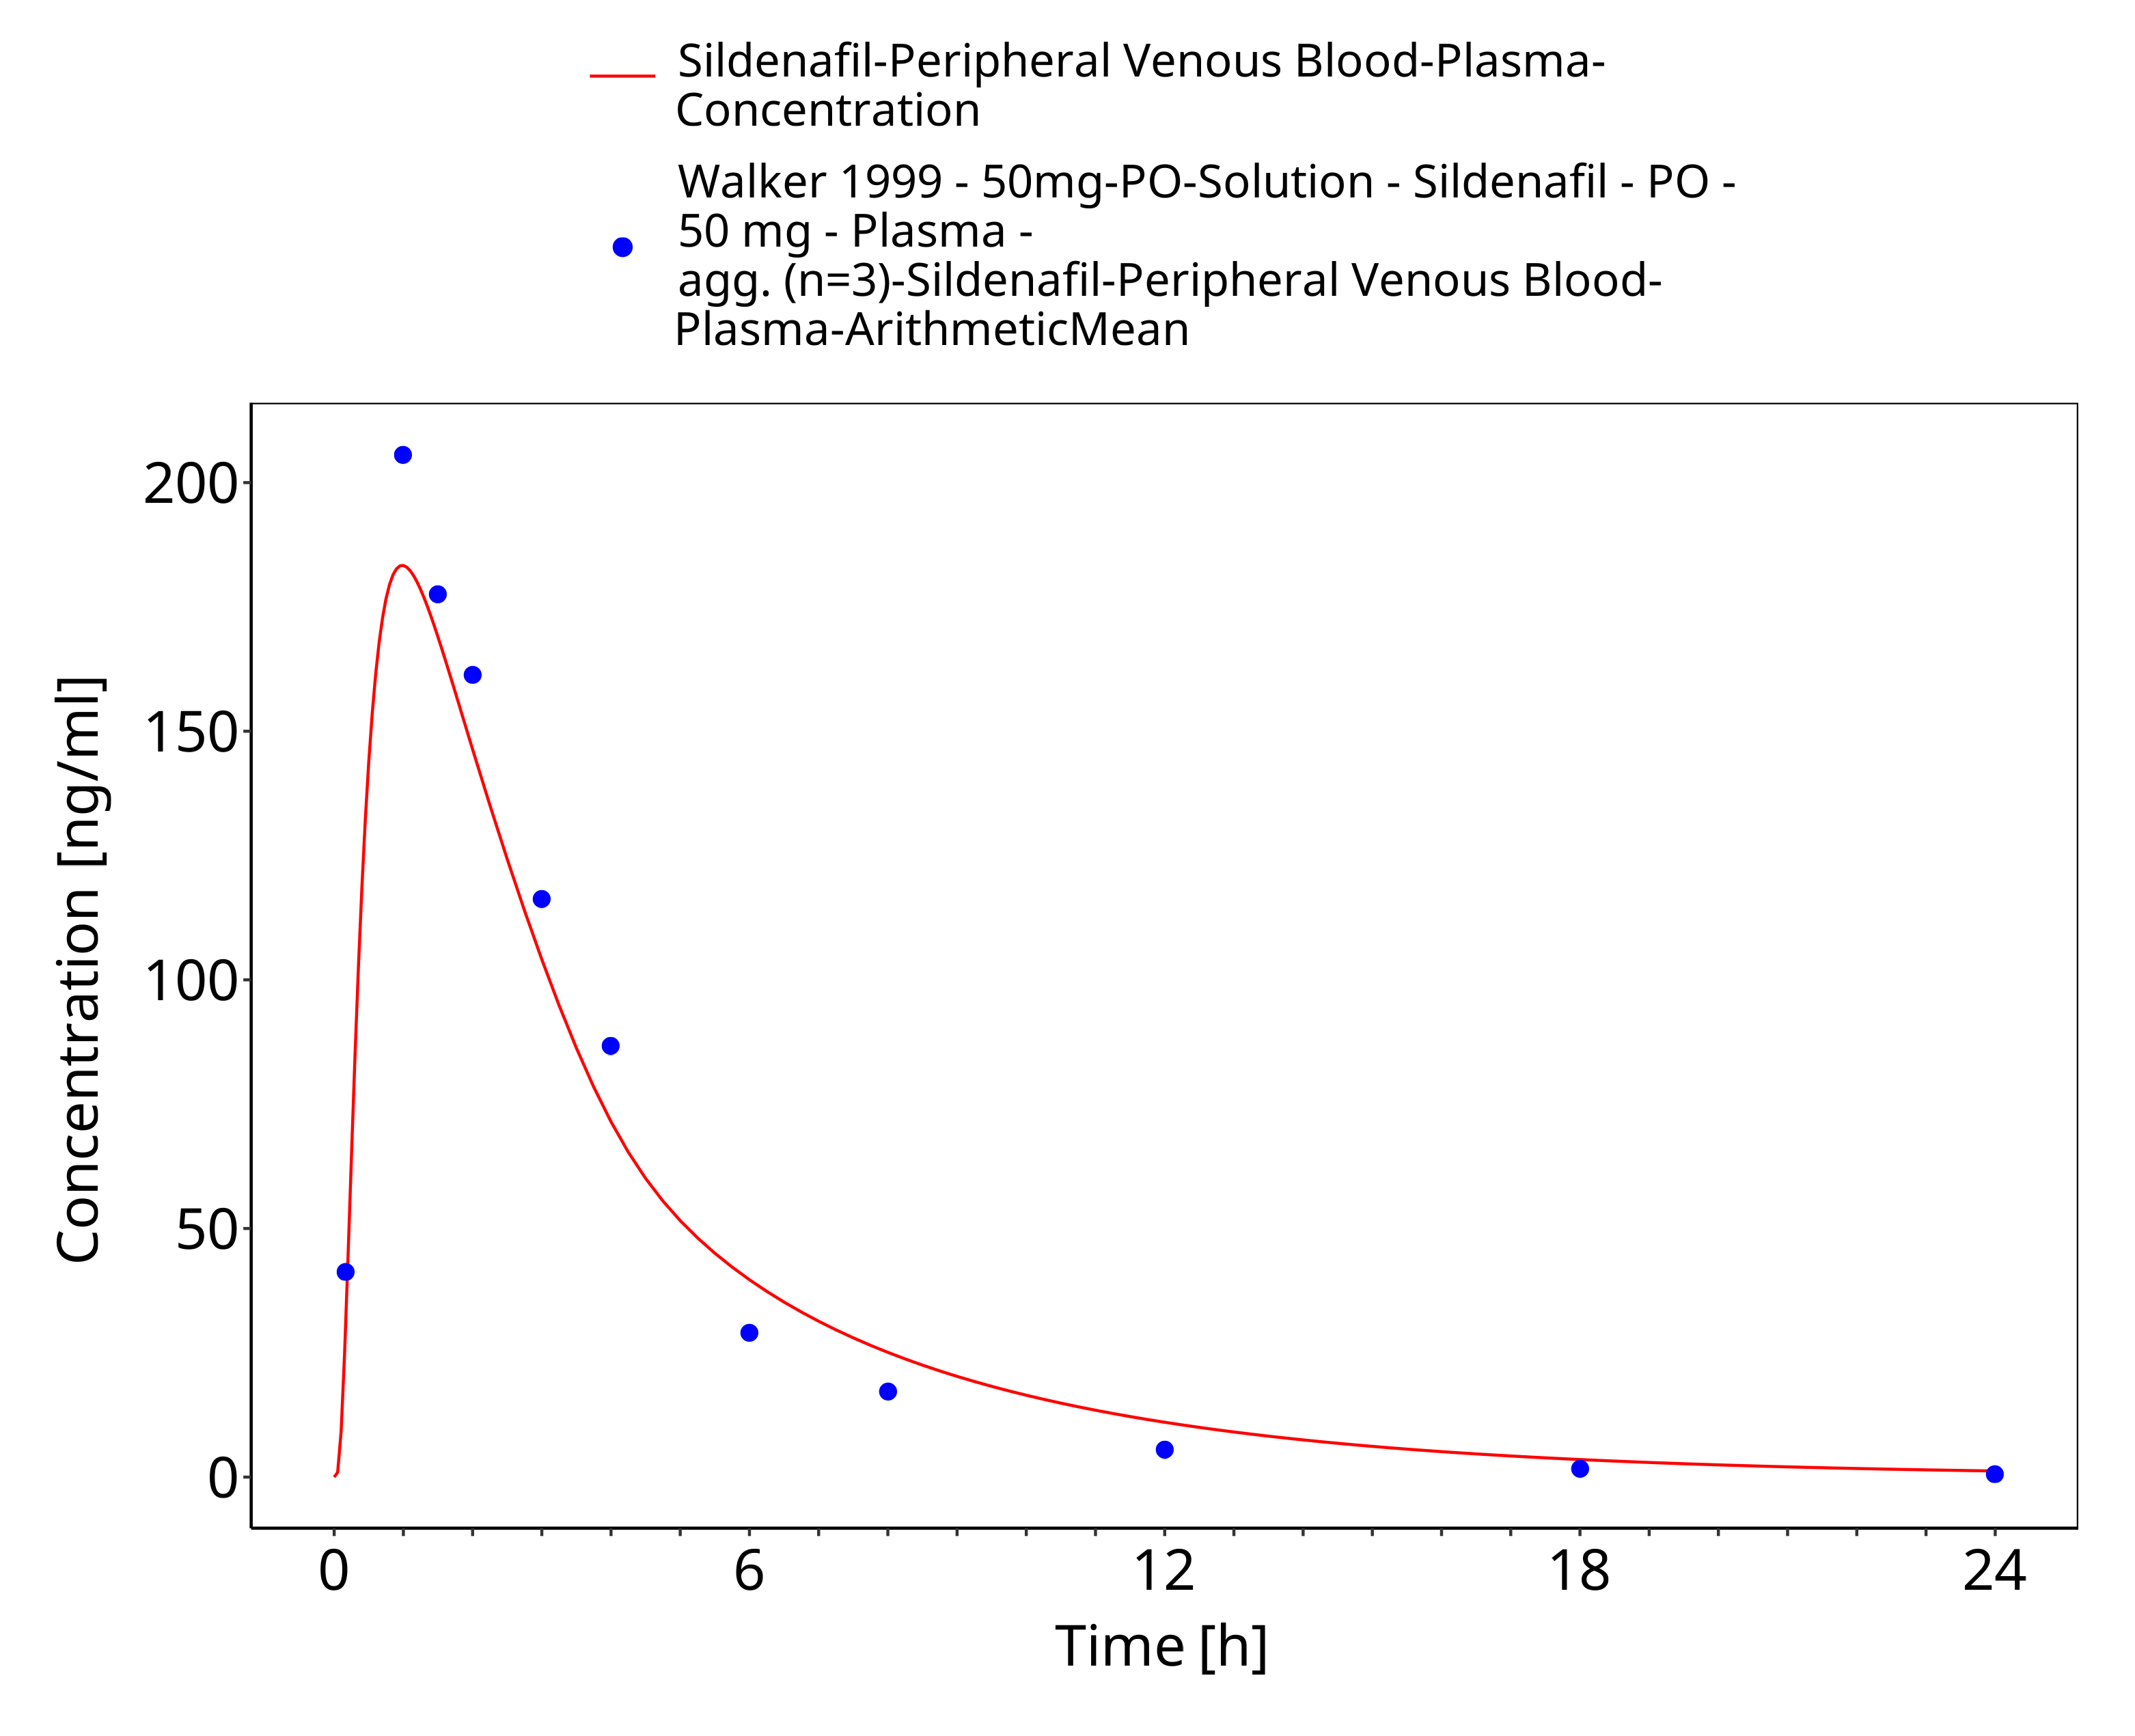 Sildenafil-Peripheral Venous Blood-Plasma-
Concentration
Walker 1999 - 50mg-PO-Solution - Sildenafil - PO -
50 mg - Plasma -
agg. (n=3)-Sildenafil-Peripheral Venous Blood-
Plasma-ArithmeticMean
200
150
100
50
0
Concentration [ng/ml]
0 6 12 18 24
Time [h]